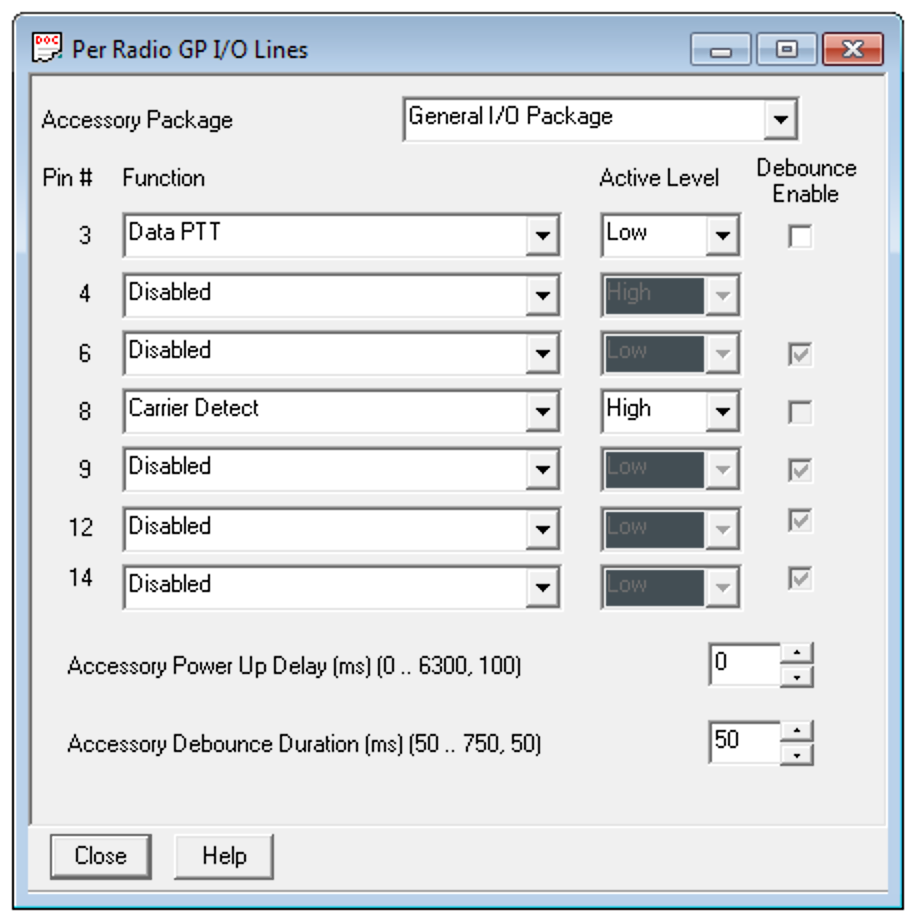 DOC Per Radio GP I/O Lines
Accessory Package General I/O Package
Pin # Function Active Level Debounce Enable
3 Data PTT Low
4 Disabled High
6 Disabled Low
8 Carrier Detect High
9 Disabled Low
12 Disabled Low
14 Disabled Low
Accessory Power Up Delay (ms) (0 .. 6300, 100) 0
Accessory Debounce Duration (ms) (50 .. 750, 50) 50
Close Help